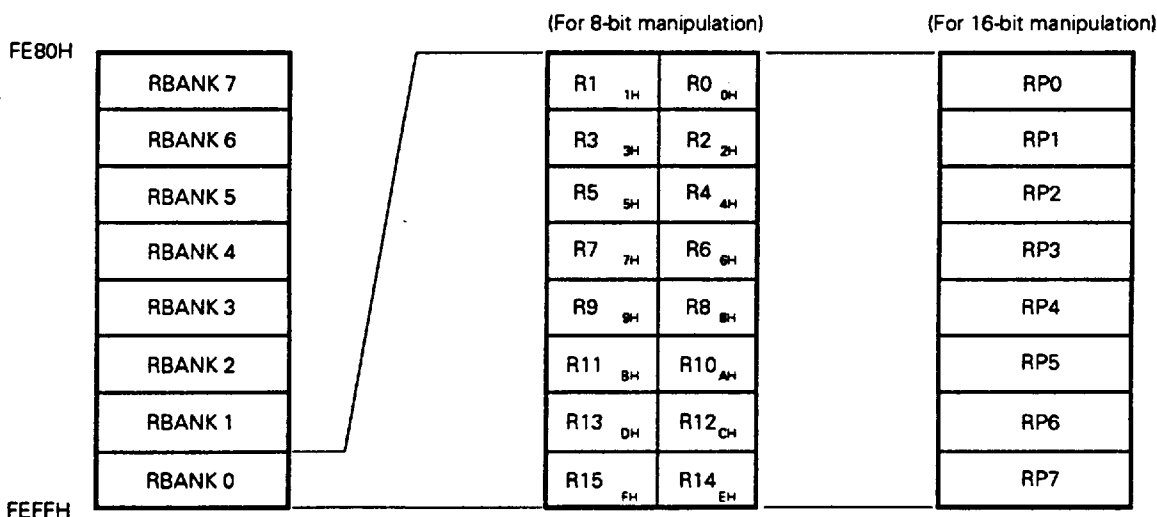 (For 8-bit manipulation) (For 16-bit manipulation)
FE80H
RBANK 7 R1 1H R0 0H RP0
RBANK 6 R3 3H R2 2H RP1
RBANK 5 R5 5H R4 4H RP2
RBANK 4 R7 7H R6 6H RP3
RBANK 3 R9 9H R8 8H RP4
RBANK 2 R11 BH R10 AH RP5
RBANK 1 R13 DH R12 CH RP6
RBANK 0 R15 FH R14 EH RP7
FEFFH